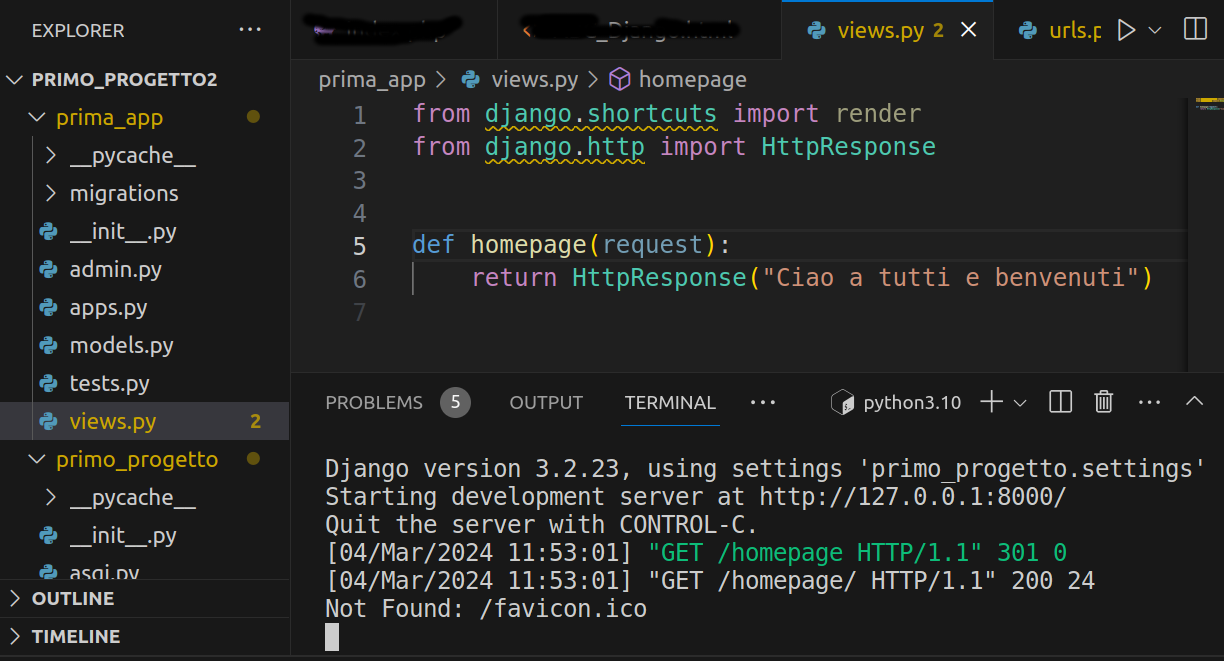 EXPLORER
views.py 2
urls.p
PRIMO_PROGETTO2
prima_app > views.py > homepage
prima_app
__pycache__
migrations
__init__.py
admin.py
apps.py
models.py
tests.py
views.py 2
primo_progetto
__pycache__
__init__.py
asgi.py
OUTLINE
TIMELINE
1 from django.shortcuts import render
2 from django.http import HttpResponse
3
4
5 def homepage(request):
6 return HttpResponse("Ciao a tutti e benvenuti")
7
PROBLEMS 5 OUTPUT TERMINAL python3.10
Django version 3.2.23, using settings 'primo_progetto.settings'
Starting development server at http://127.0.0.1:8000/
Quit the server with CONTROL-C.
[04/Mar/2024 11:53:01] "GET /homepage HTTP/1.1" 301 0
[04/Mar/2024 11:53:01] "GET /homepage/ HTTP/1.1" 200 24
Not Found: /favicon.ico